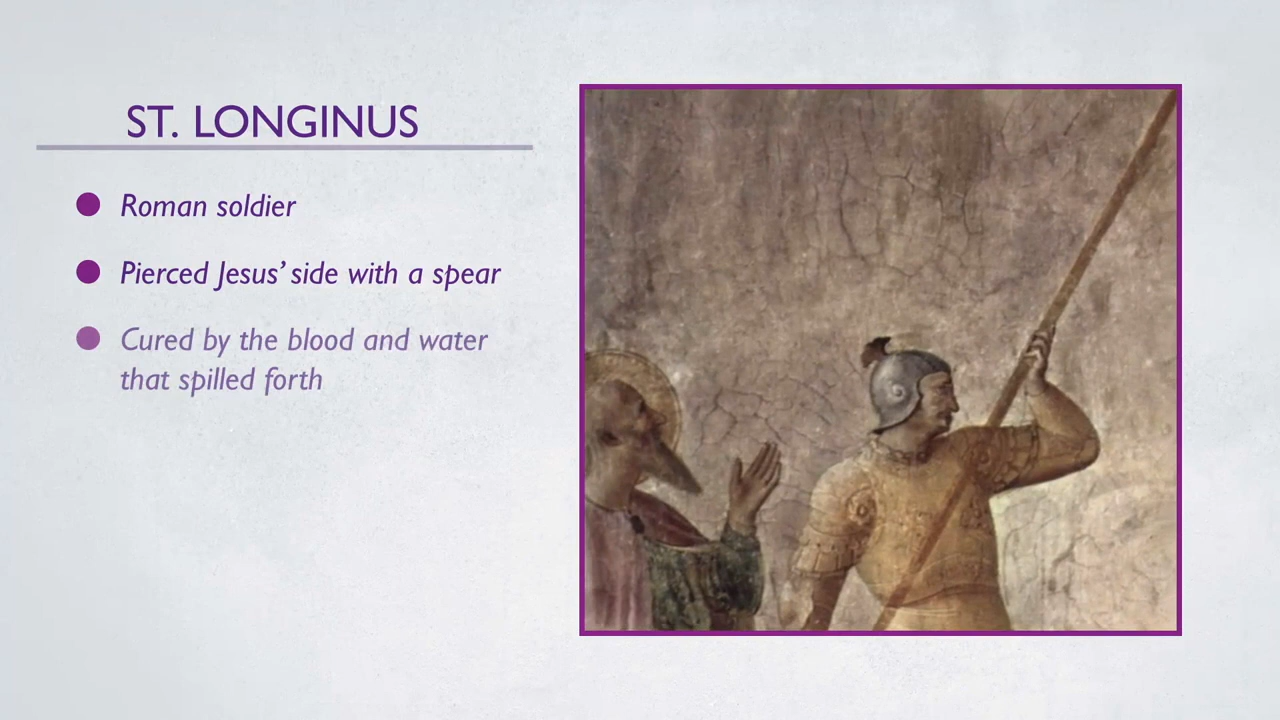 ST. LONGINUS
Roman soldier
Pierced Jesus’ side with a spear
Cured by the blood and water
that spilled forth